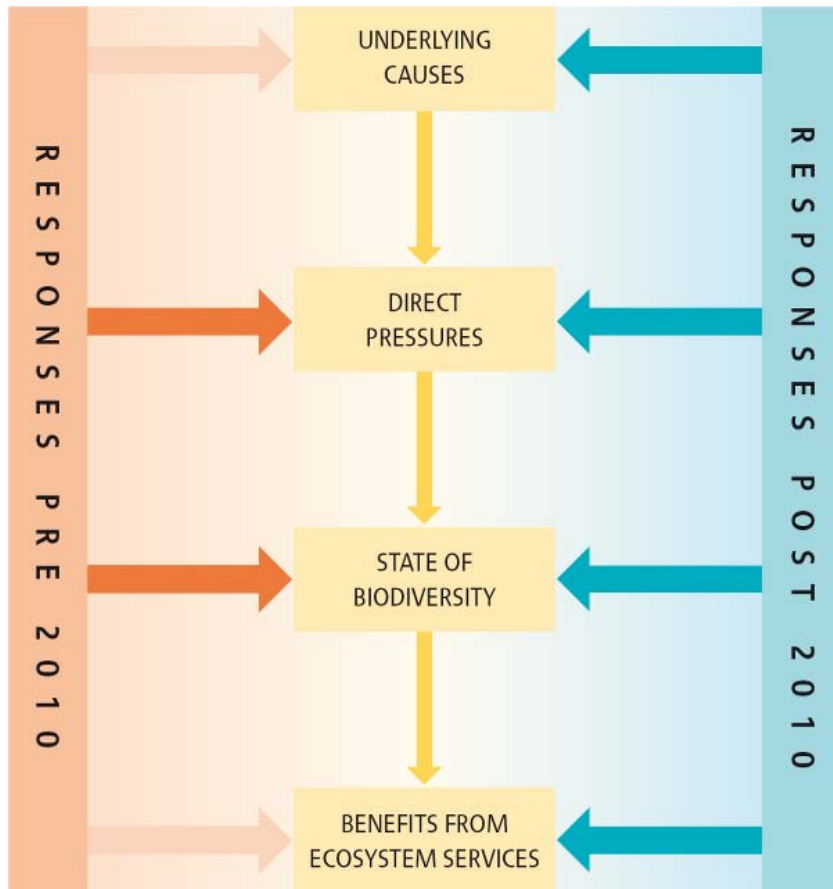 UNDERLYING
CAUSES
RESPONSES PRE 2010
RESPONSES POST 2010
DIRECT
PRESSURES
STATE OF
BIODIVERSITY
BENEFITS FROM
ECOSYSTEM SERVICES